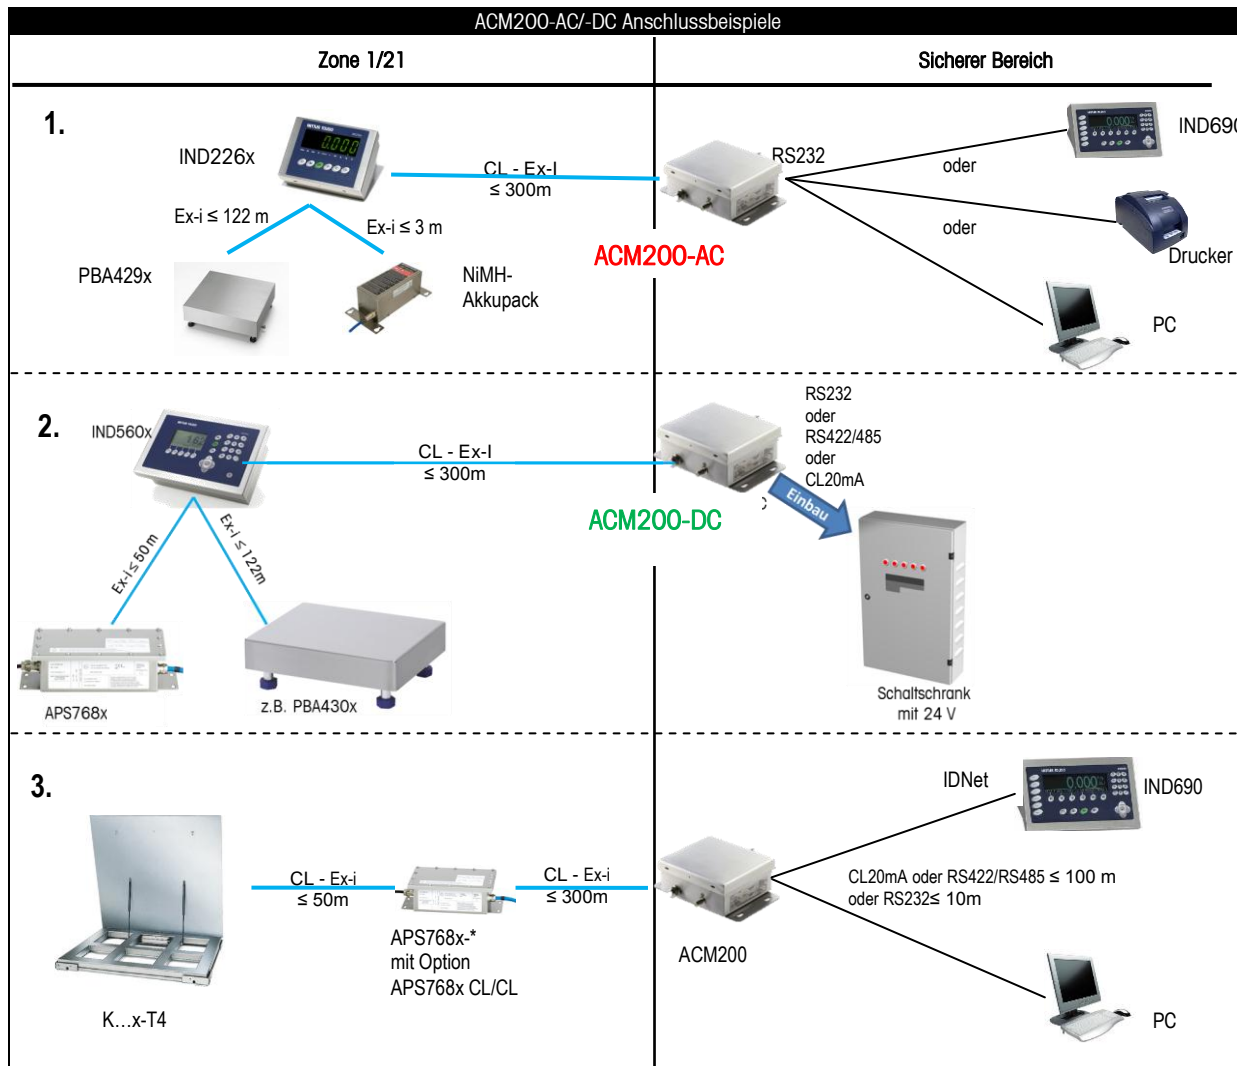 ACM200-AC/-DC Anschlussbeispiele
Zone 1/21
Sicherer Bereich
1.
IND226x
CL - Ex-I
≤ 300m
Ex-i ≤ 122 m
Ex-i ≤ 3 m
PBA429x
NiMH-
Akkupack
ACM200-AC
RS232
oder
oder
IND690
Drucker
PC
2.
IND560x
CL - Ex-I
≤ 300m
Ex-i ≤ 50m
Ex-i ≤ 122m
APS768x
z.B. PBA430x
ACM200-DC
RS232
oder
RS422/485
oder
CL20mA
Einbau
Schaltschrank
mit 24 V
3.
K…x-T4
CL - Ex-i
≤ 50m
APS768x-*
mit Option
APS768x CL/CL
CL - Ex-i
≤ 300m
ACM200
IDNet
IND690
CL20mA oder RS422/RS485 ≤ 100 m
oder RS232≤ 10m
PC